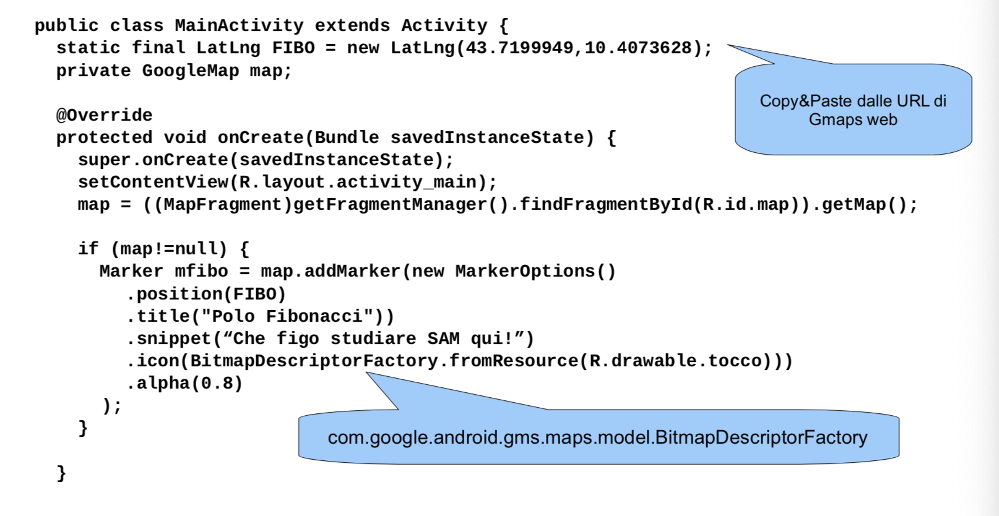 public class MainActivity extends Activity {
static final LatLng FIBO = new LatLng(43.7199949,10.4073628);
private GoogleMap map;
Copy&Paste dalle URL di
Gmaps web
@Override
protected void onCreate(Bundle savedInstanceState) {
super.onCreate(savedInstanceState);
setContentView(R.layout.activity_main);
map = ((MapFragment)getFragmentManager().findFragmentById(R.id.map)).getMap();
if (map!=null) {
Marker mfibo = map.addMarker(new MarkerOptions()
.position(FIBO)
.title("Polo Fibonacci"))
.snippet(“Che figo studiare SAM qui!”)
.icon(BitmapDescriptorFactory.fromResource(R.drawable.tocco)))
.alpha(0.8)
);
}
com.google.android.gms.maps.model.BitmapDescriptorFactory
}